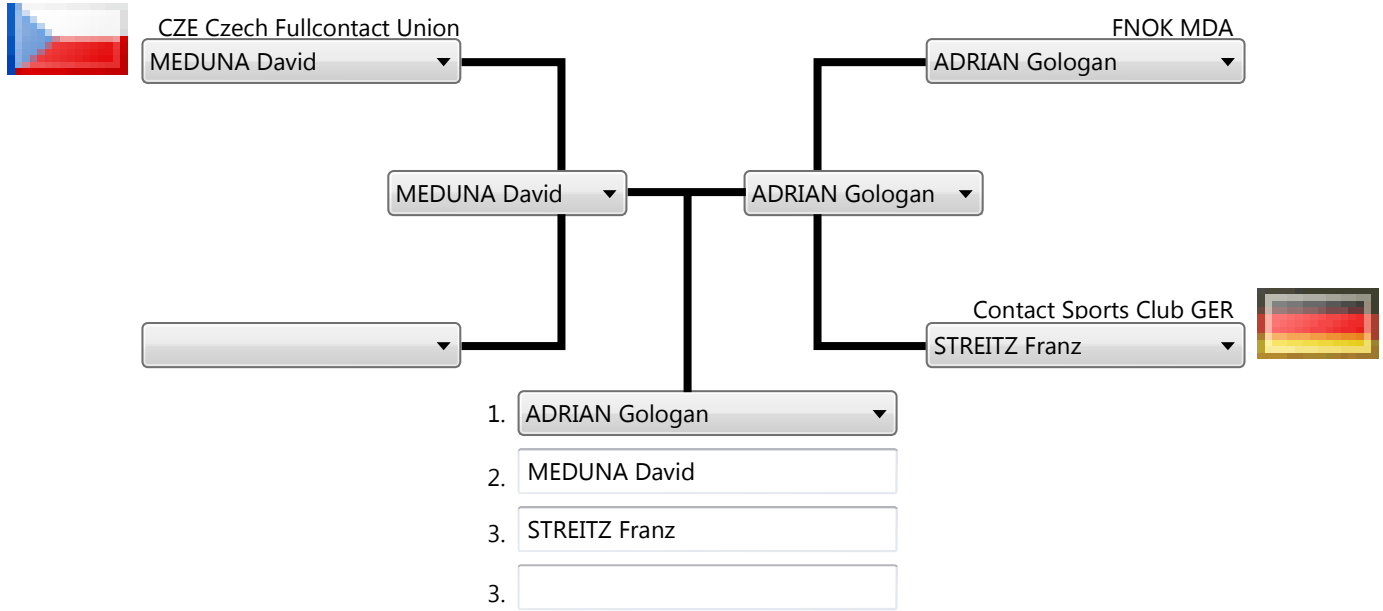 CZE Czech Fullcontact Union
FNOK MDA
MEDUNA David
ADRIAN Gologan
MEDUNA David
ADRIAN Gologan
Contact Sports Club GER
STREITZ Franz
1. ADRIAN Gologan
2. MEDUNA David
3. STREITZ Franz
3.